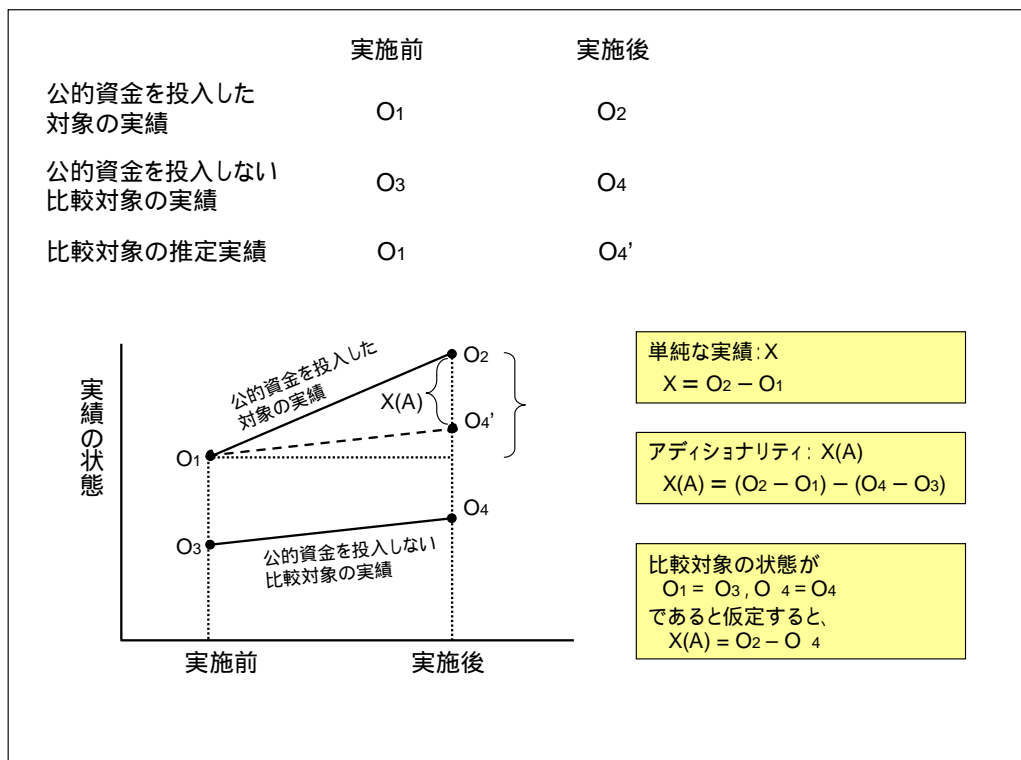 実施前 実施後
公的資金を投入した
対象の実績 O1 O2
公的資金を投入しない
比較対象の実績 O3 O4
比較対象の推定実績 O1 O4’
実績の状態
公的資金を投入した
対象の実績
O2
X(A)
O4’
O1
O4
O3
公的資金を投入しない
比較対象の実績
実施前 実施後
単純な実績：X
X = O2 – O1
アディショナリティ：X(A)
X(A) = (O2 – O1) – (O4 – O3)
比較対象の状態が
O1 = O3 , O 4 = O4
であると仮定すると、
X(A) = O2 – O 4